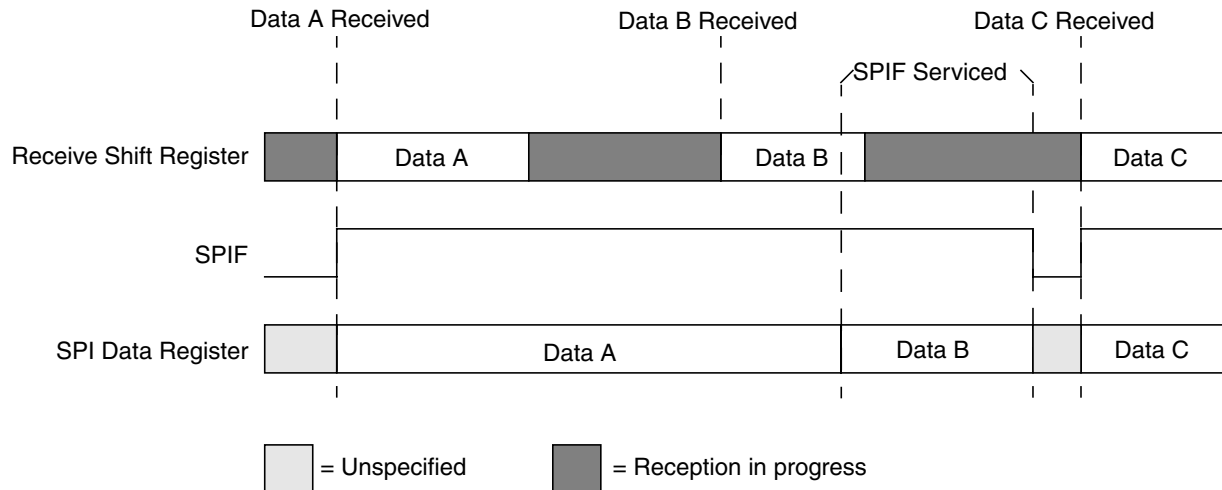 Data A Received
Data B Received
Data C Received
SPIF Serviced
Receive Shift Register
Data A
Data B
Data C
SPIF
SPI Data Register
Data A
Data B
Data C
= Unspecified
= Reception in progress